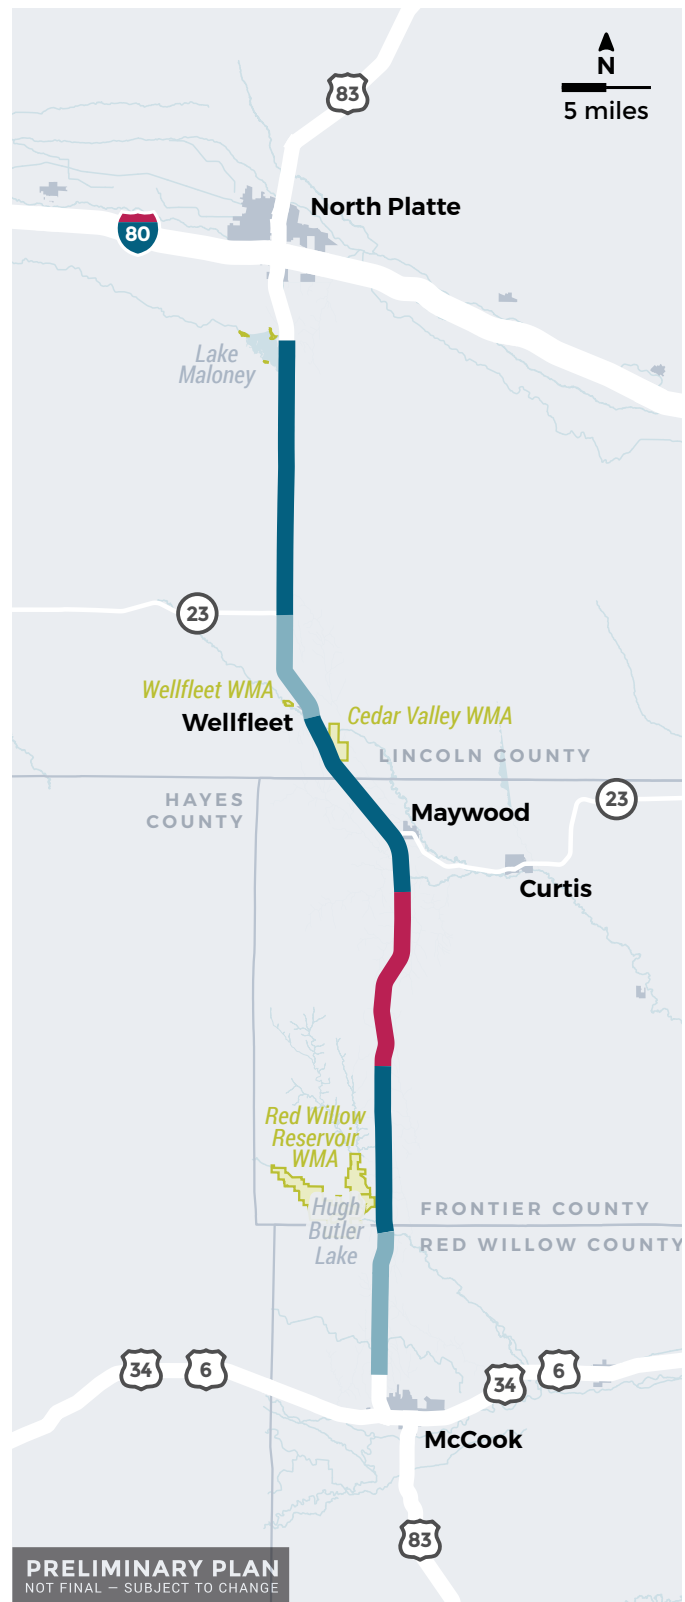 83
N
5 miles
North Platte
80
Lake
Maloney
23
Wellfleet WMA
Cedar Valley WMA
Wellfleet
LINCOLN COUNTY
HAYES
COUNTY
23
Maywood
Curtis
Red Willow
Reservoir
WMA
Hugh
Butler
Lake
FRONTIER COUNTY
RED WILLOW COUNTY
34
6
34
6
McCook
83
PRELIMINARY PLAN
NOT FINAL – SUBJECT TO CHANGE